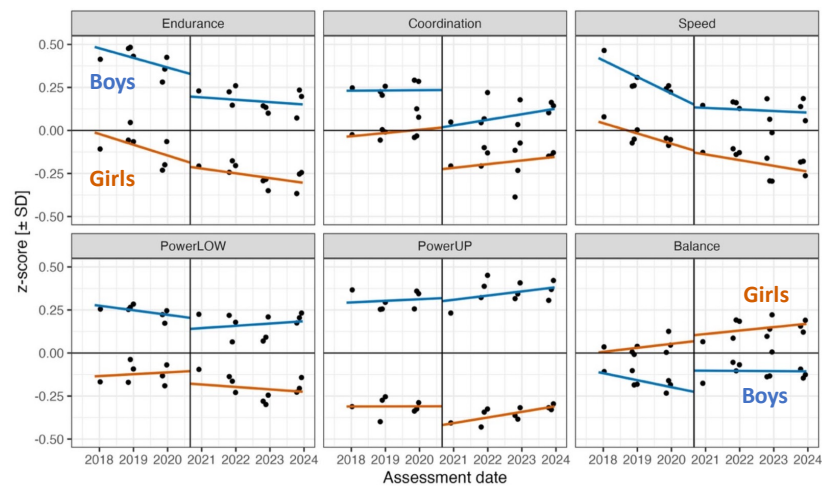 Endurance Coordination Speed
0.50
0.25
0.00
-0.25
-0.50
Boys
Girls
z-score [± SD]
PowerLOW PowerUP Balance
0.50
0.25
0.00
-0.25
-0.50
Girls
Boys
2018 2019 2020 2021 2022 2023 2024 2018 2019 2020 2021 2022 2023 2024 2018 2019 2020 2021 2022 2023 2024
Assessment date